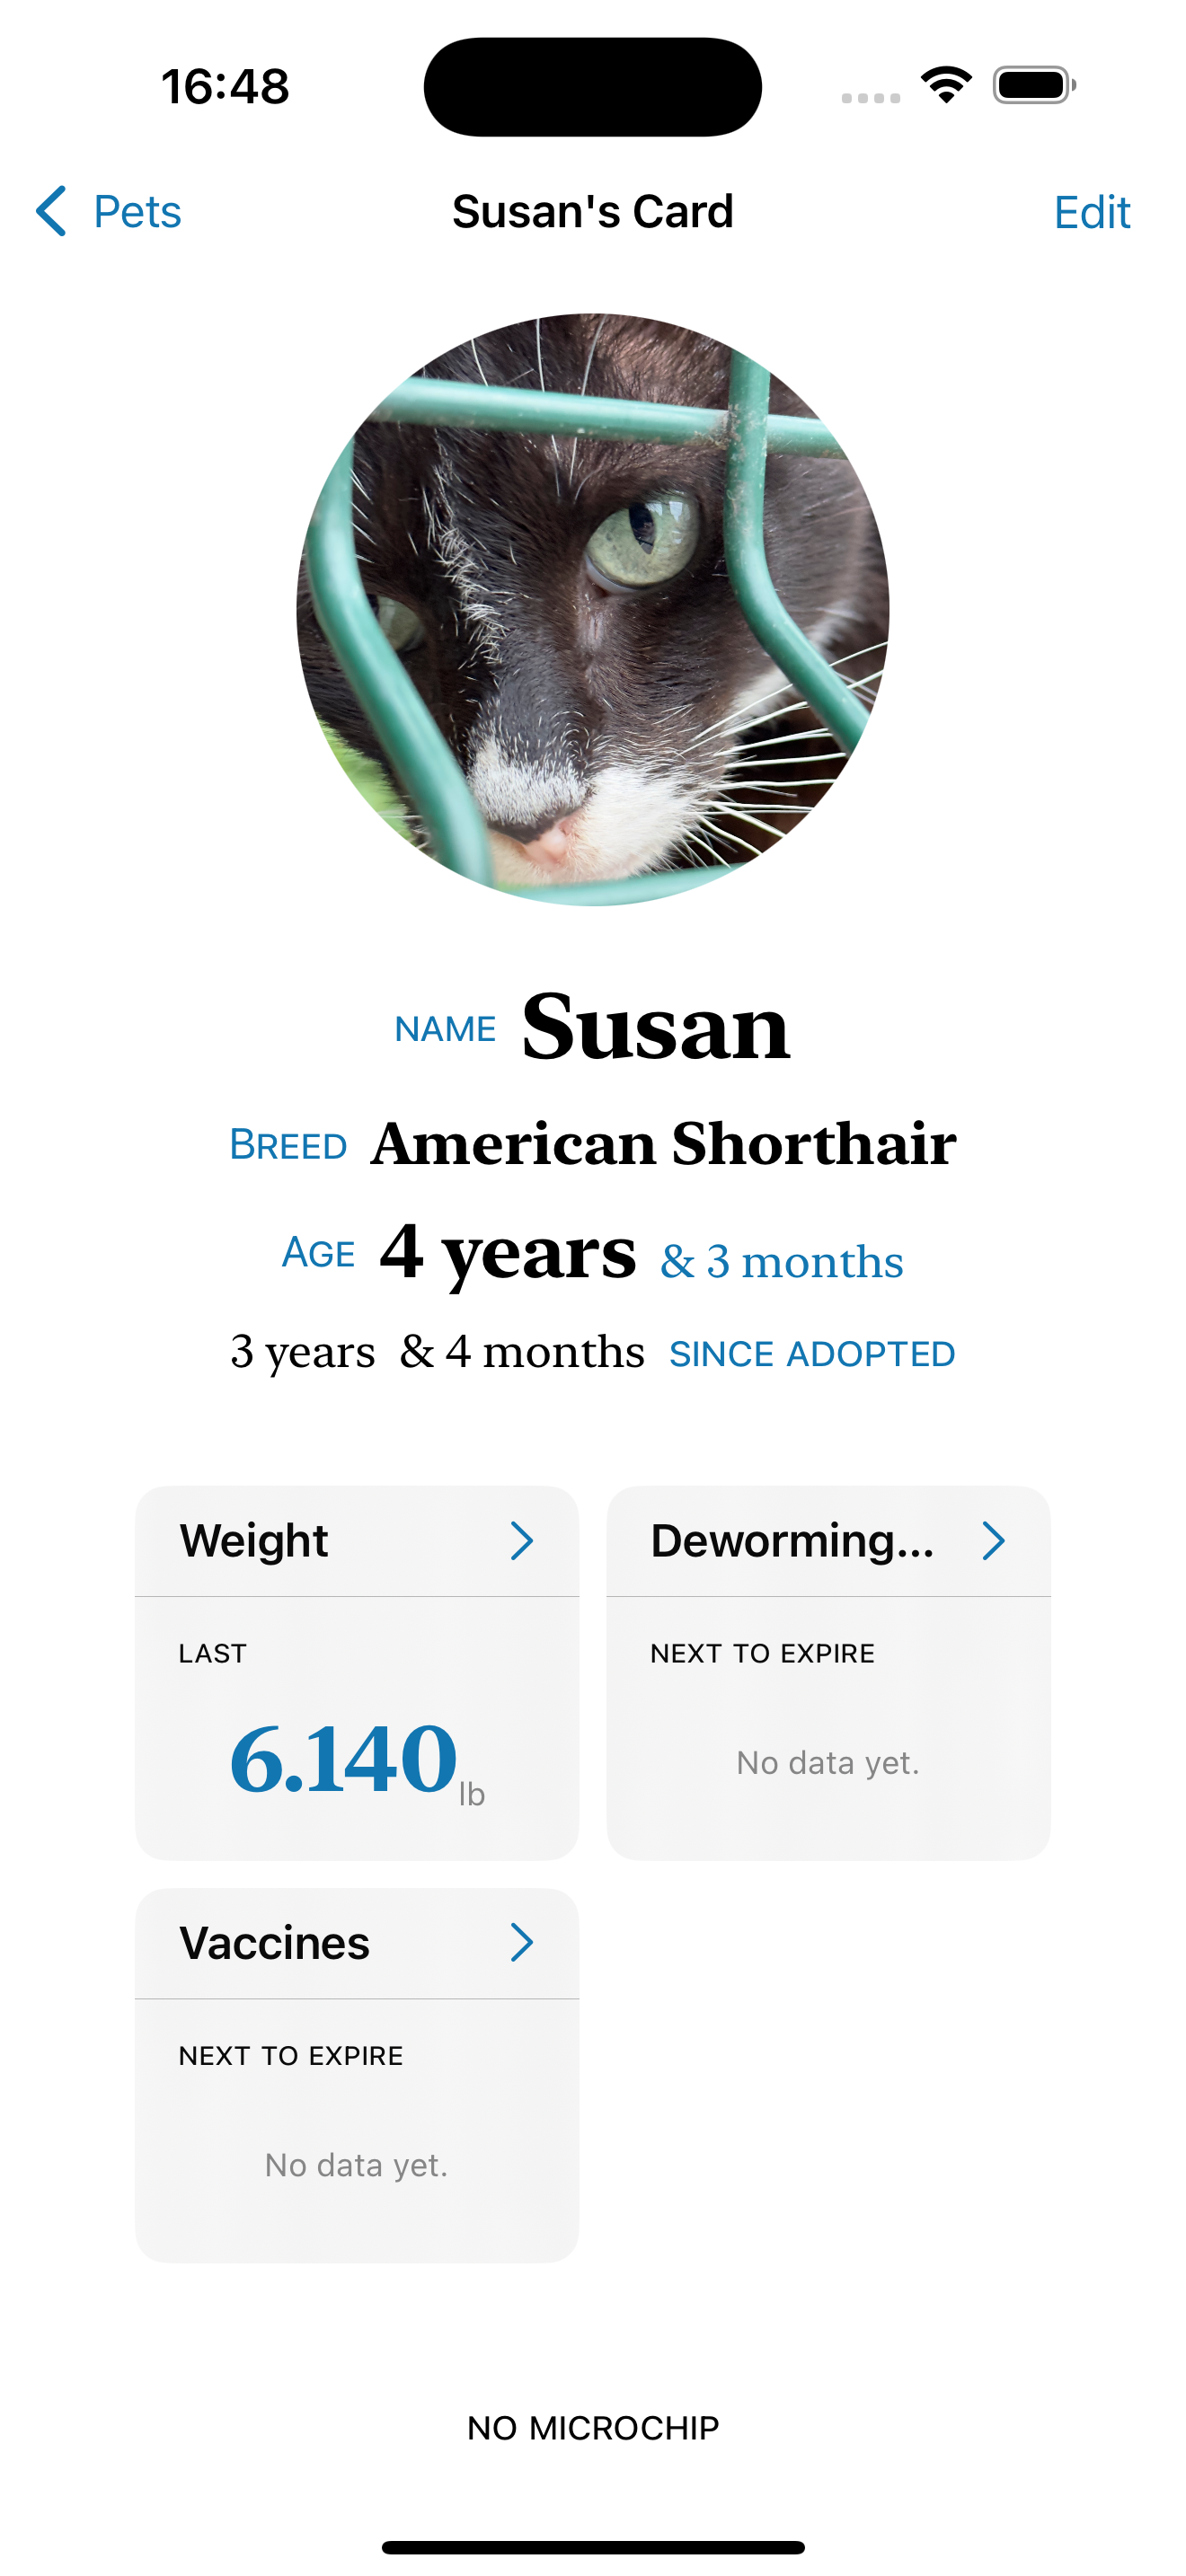 16:48
Pets Susan's Card Edit
NAME Susan
BREED American Shorthair
AGE 4 years & 3 months
3 years & 4 months SINCE ADOPTED
Weight
LAST
6.140 lb
Deworming...
NEXT TO EXPIRE
No data yet.
Vaccines
NEXT TO EXPIRE
No data yet.
NO MICROCHIP